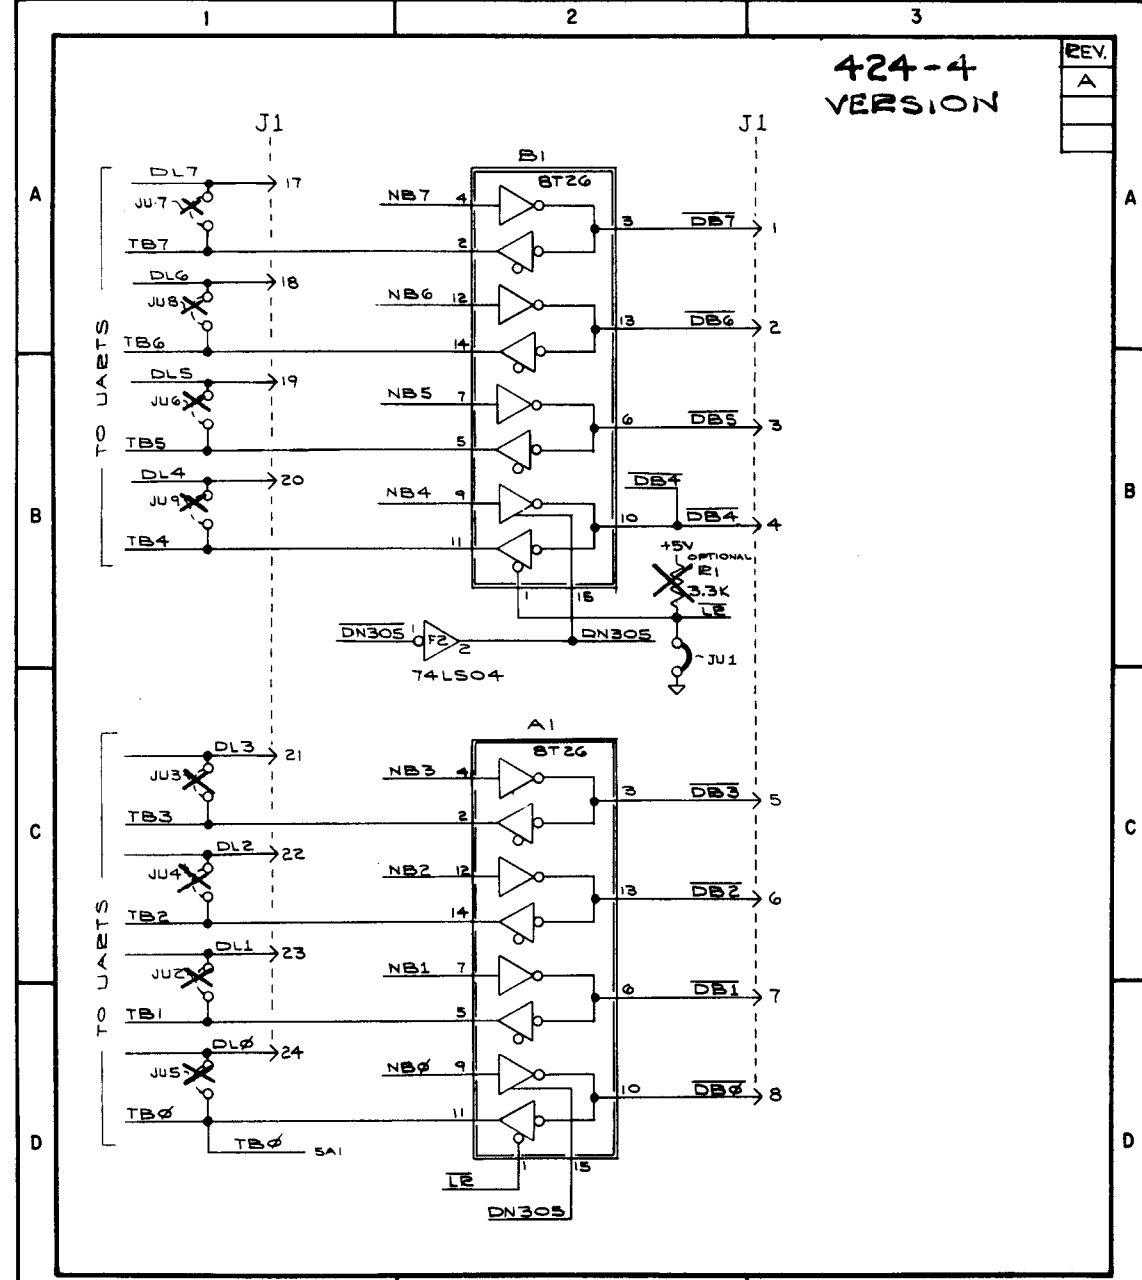 1 2 3
424-4
VERSION
REV.
A
J1 J1
A A
B1
8T26
DL7 17
JU7
NB7 4
3 DB7 1
TB7 2
DL6 18
JU8
NB6 12
13 DB6 2
TB6 14
TO UARTS
DL5 19
JU6
NB5 7
6 DB5 3
TB5 5
DL4 20
JU9
NB4 9
DB4
B B
10 DB4 4
TB4 11
+5V
OPTIONAL
R1
3.3K
1 15
LR
DN305 1 F2 2 DN305
74LS04
JU1
A1
8T26
DL3 21
JU3
NB3 4
3 DB3 5
TB3 2
C C
DL2 22
JU4
NB2 12
13 DB2 6
TB2 14
TO UARTS
DL1 23
JU2
NB1 7
6 DB1 7
TB1 5
DLØ 24
JU5
NBØ 9
10 DBØ 8
TBØ 11
D D
TBØ 5A1
1 15
LR
DN305